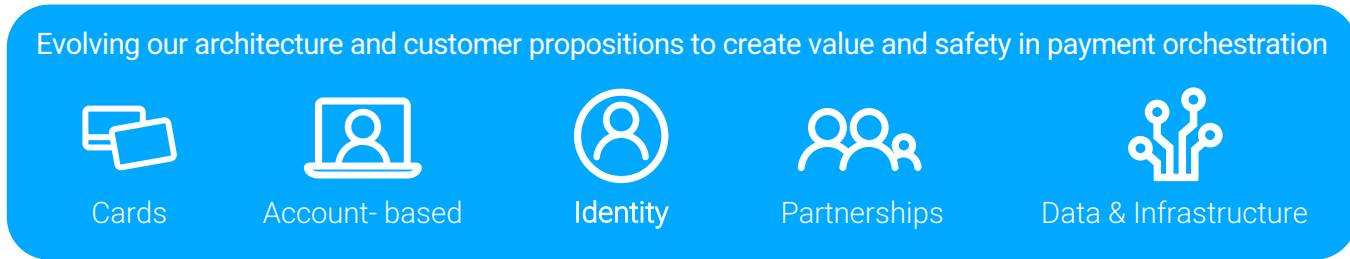 Evolving our architecture and customer propositions to create value and safety in payment orchestration
Cards Account- based Identity Partnerships Data & Infrastructure